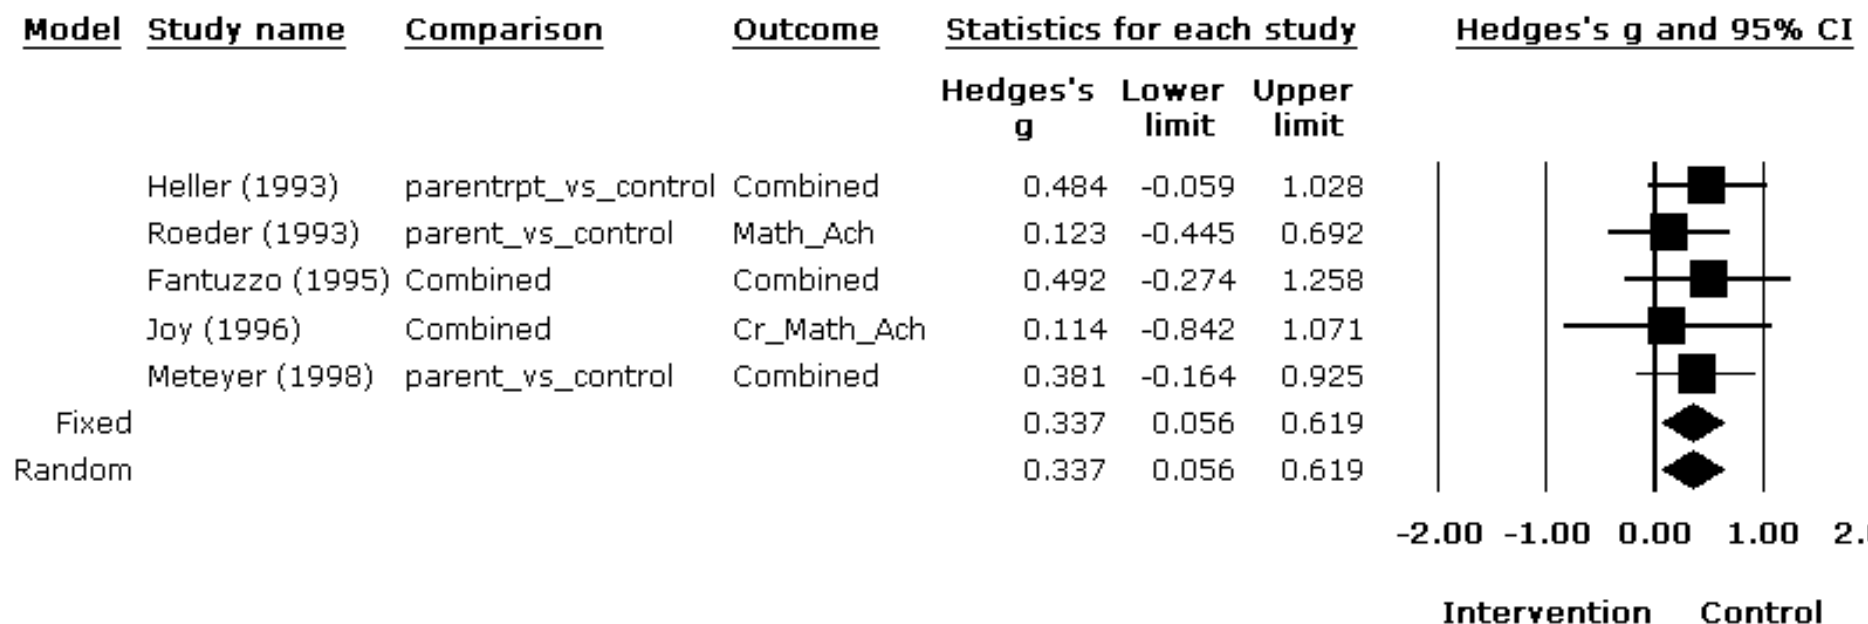 Model Study name Comparison Outcome Statistics for each study Hedges's g and 95% CI
Hedges's Lower Upper
g limit limit
Heller (1993) parentrpt_vs_control Combined 0.484 -0.059 1.028
Roeder (1993) parent_vs_control Math_Ach 0.123 -0.445 0.692
Fantuzzo (1995) Combined Combined 0.492 -0.274 1.258
Joy (1996) Combined Cr_Math_Ach 0.114 -0.842 1.071
Meteyer (1998) parent_vs_control Combined 0.381 -0.164 0.925
Fixed 0.337 0.056 0.619
Random 0.337 0.056 0.619
-2.00 -1.00 0.00 1.00
Intervention Control